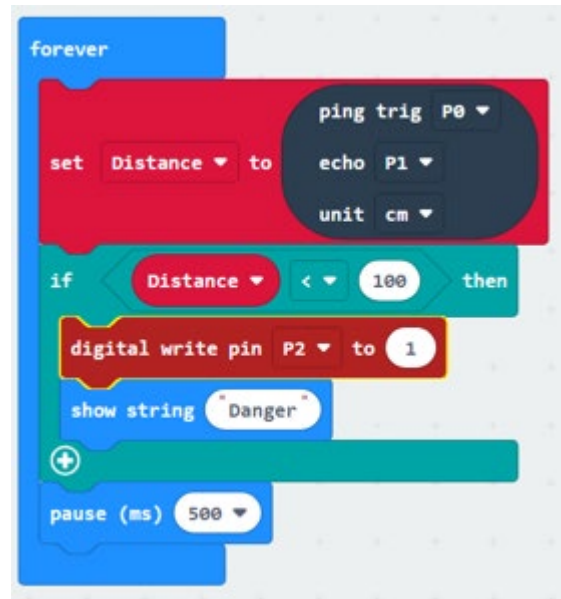 forever
ping trig P0
set Distance to echo P1
unit cm
if Distance < 100 then
digital write pin P2 to 1
show string "Danger"
pause (ms) 500